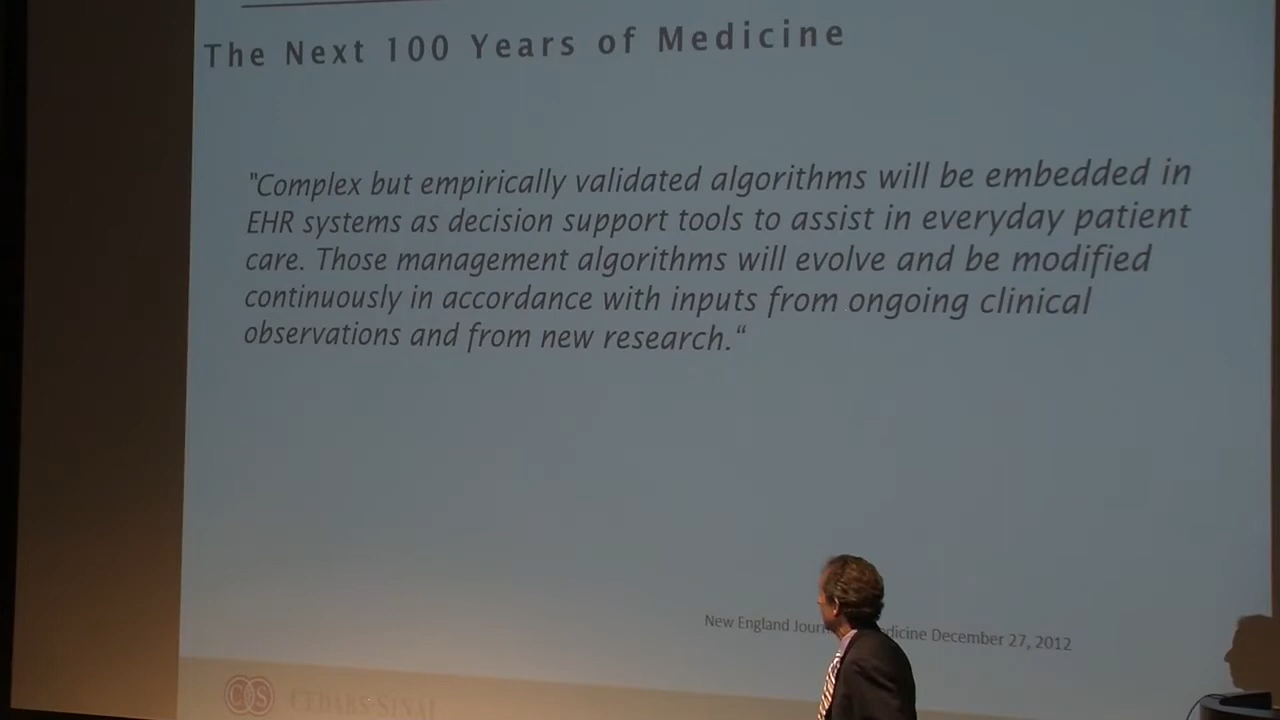 The Next 100 Years of Medicine
"Complex but empirically validated algorithms will be embedded in
EHR systems as decision support tools to assist in everyday patient
care. Those management algorithms will evolve and be modified
continuously in accordance with inputs from ongoing clinical
observations and from new research.“
New England Jour dicine December 27, 2012
CEDARS-SINAI